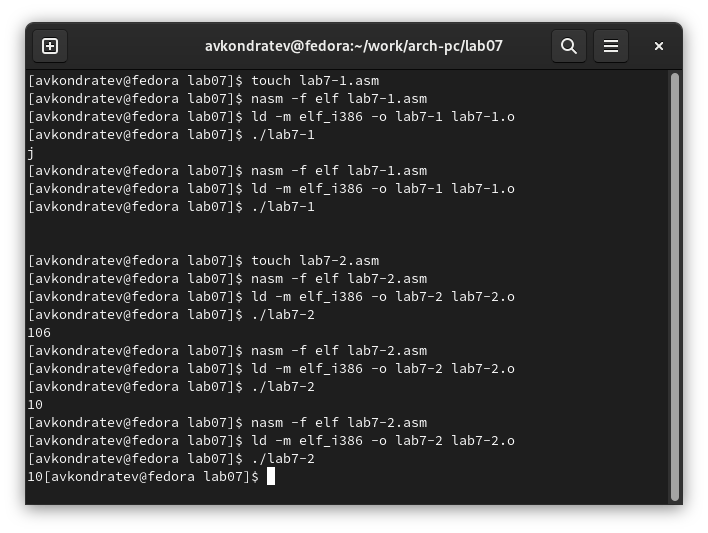 avkondratev@fedora:~/work/arch-pc/lab07
[avkondratev@fedora lab07]$ touch lab7-1.asm
[avkondratev@fedora lab07]$ nasm -f elf lab7-1.asm
[avkondratev@fedora lab07]$ ld -m elf_i386 -o lab7-1 lab7-1.o
[avkondratev@fedora lab07]$ ./lab7-1
j
[avkondratev@fedora lab07]$ nasm -f elf lab7-1.asm
[avkondratev@fedora lab07]$ ld -m elf_i386 -o lab7-1 lab7-1.o
[avkondratev@fedora lab07]$ ./lab7-1
[avkondratev@fedora lab07]$ touch lab7-2.asm
[avkondratev@fedora lab07]$ nasm -f elf lab7-2.asm
[avkondratev@fedora lab07]$ ld -m elf_i386 -o lab7-2 lab7-2.o
[avkondratev@fedora lab07]$ ./lab7-2
106
[avkondratev@fedora lab07]$ nasm -f elf lab7-2.asm
[avkondratev@fedora lab07]$ ld -m elf_i386 -o lab7-2 lab7-2.o
[avkondratev@fedora lab07]$ ./lab7-2
10
[avkondratev@fedora lab07]$ nasm -f elf lab7-2.asm
[avkondratev@fedora lab07]$ ld -m elf_i386 -o lab7-2 lab7-2.o
[avkondratev@fedora lab07]$ ./lab7-2
10[avkondratev@fedora lab07]$